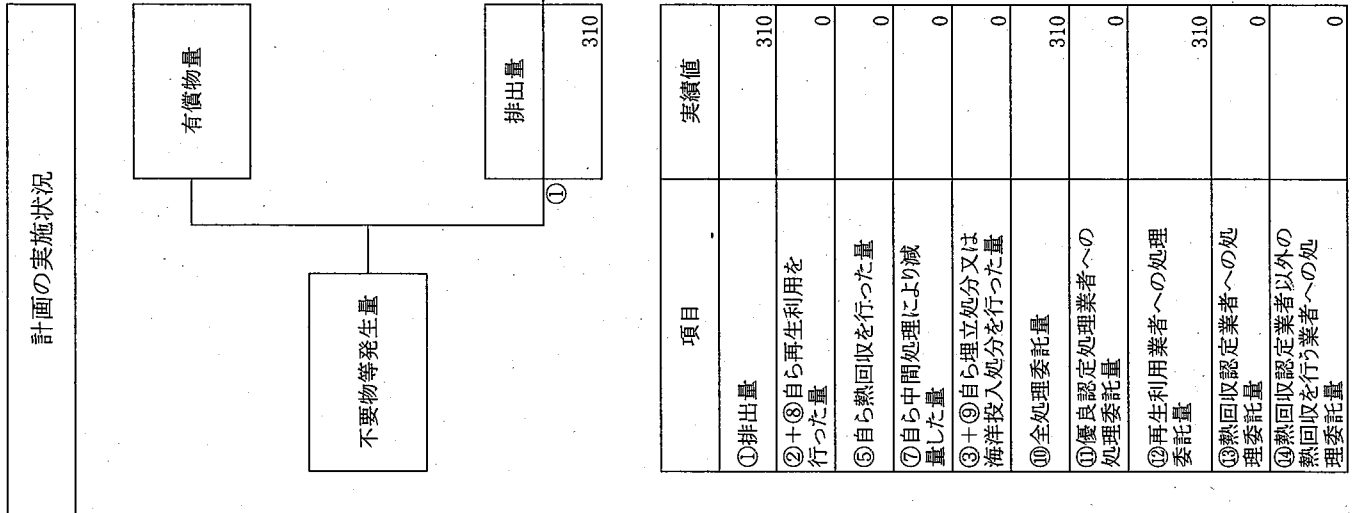 計画の実施状況
有償物量
不要物等発生量
排出量
①
310
項目
実績値
①排出量
310
②+⑧自ら再生利用を
行った量
0
⑤自ら熱回収を行った量
0
⑦自ら中間処理により減
量した量
0
③+⑨自ら埋立処分又は
海洋投入処分を行った量
0
⑩全処理委託量
310
⑪優良認定処理業者への
処理委託量
0
⑫再生利用業者への処理
委託量
310
⑬熱回収認定業者への処
理委託量
0
⑭熱回収認定業者以外の
熱回収を行う業者への処
理委託量
0